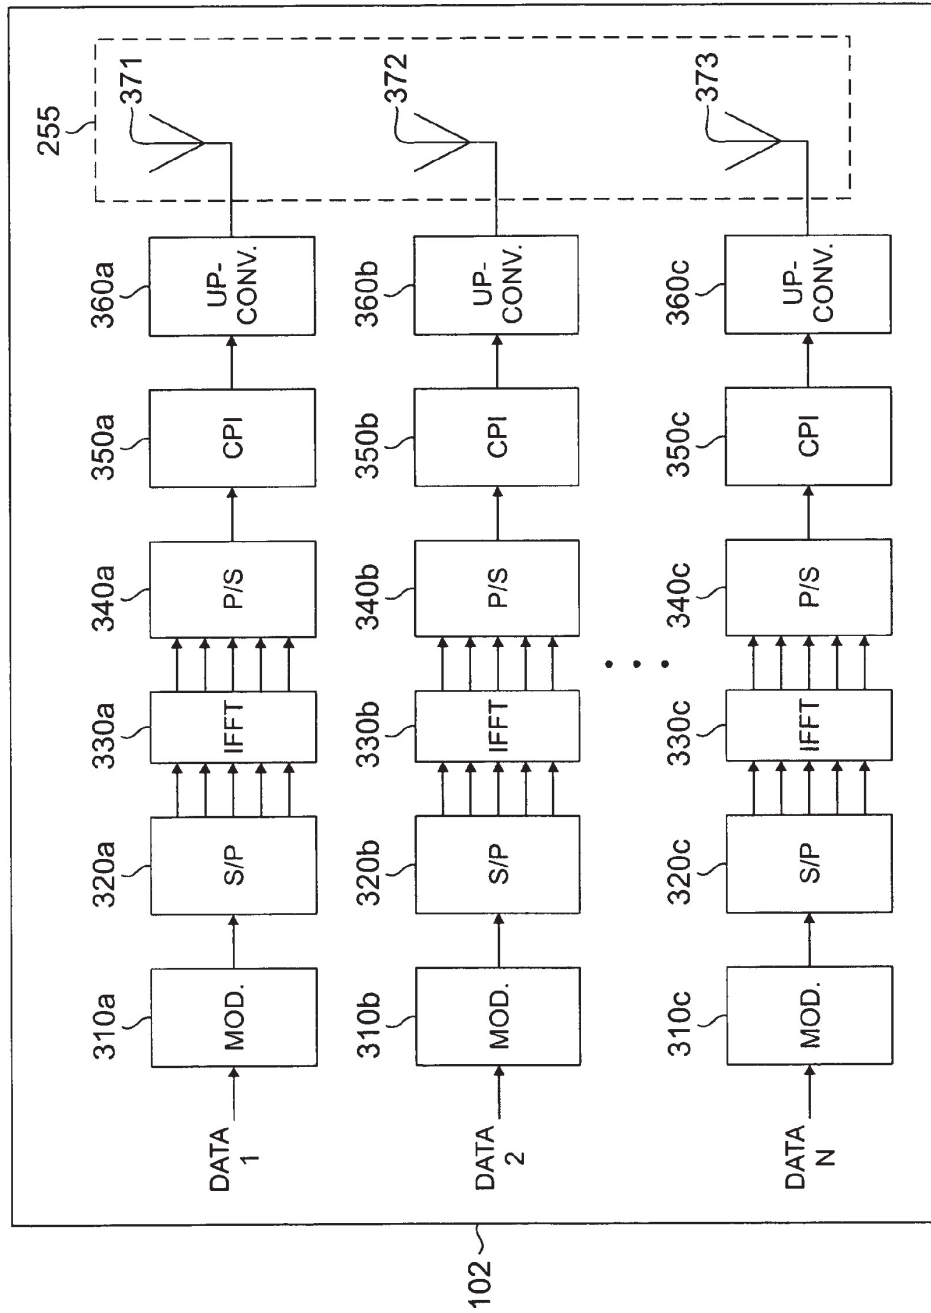 255
371
372
373
360a
UP-
CONV.
360b
UP-
CONV.
360c
UP-
CONV.
350a
CPI
350b
CPI
350c
CPI
340a
P/S
340b
P/S
340c
P/S
330a
IFFT
330b
IFFT
330c
IFFT
320a
S/P
320b
S/P
320c
S/P
310a
MOD.
310b
MOD.
310c
MOD.
DATA
1
DATA
2
DATA
N
102